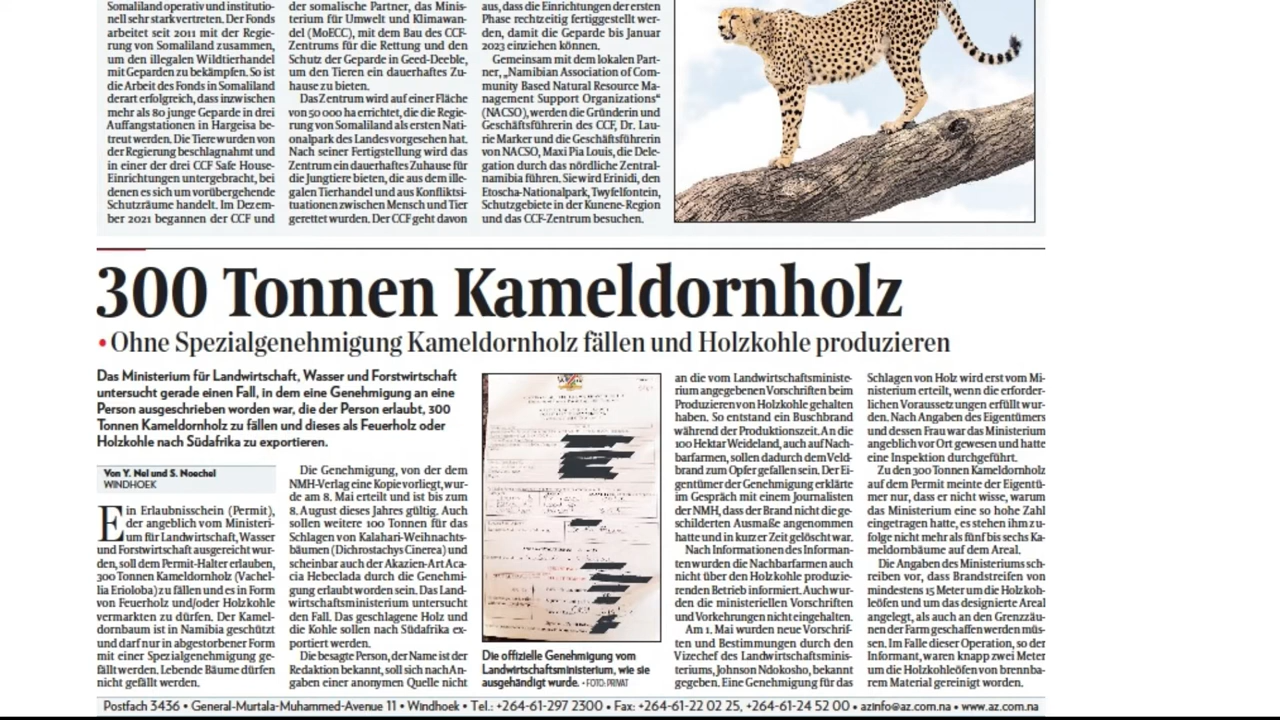 Somaliland operativ und institutio-
nell sehr stark vertreten. Der Fonds
arbeitet seit 2011 mit der Regie-
rung von Somaliland zusammen,
um den illegalen Wildtierhandel
mit Geparden zu bekämpfen. So ist
die Arbeit des Fonds in Somaliland
derart erfolgreich, dass inzwischen
mehr als 80 junge Geparde in drei
Auffangstationen in Hargeisa be-
treut werden. Die Tiere wurden von
der Regierung beschlagnahmt und
in einer der drei CCF Safe House-
Einrichtungen untergebracht, bei
denen es sich um vorübergehende
Schutzräume handelt. Im Dezem-
ber 2021 begannen der CCF und
der somalische Partner, das Minis-
terium für Umwelt und Klimawan-
del (MoECC), mit dem Bau des CCF-
Zentrums für die Rettung und den
Schutz der Geparde in Geed-Deeble,
um den Tieren ein dauerhaftes Zu-
hause zu bieten.
Das Zentrum wird auf einer Fläche
von 50 000 ha errichtet, die die Regie-
rung von Somaliland als ersten Nati-
onalpark des Landes vorgesehen hat.
Nach seiner Fertigstellung wird das
Zentrum ein dauerhaftes Zuhause für
die Jungtiere bieten, die aus dem ille-
galen Tierhandel und aus Konfliktsi-
tuationen zwischen Mensch und Tier
gerettet wurden. Der CCF geht davon
aus, dass die Einrichtungen der ersten
Phase rechtzeitig fertiggestellt wer-
den, damit die Geparde bis Januar
2023 einziehen können.
Gemeinsam mit dem lokalen Part-
ner, „Namibian Association of Com-
munity Based Natural Resource Ma-
nagement Support Organizations“
(NACSO), werden die Gründerin und
Geschäftsführerin des CCF, Dr. Lau-
rie Marker und die Geschäftsführerin
von NACSO, Maxi Pia Louis, die Dele-
gation durch das nördliche Zentral-
namibia führen. Sie wird Erinidi, den
Etoscha-Nationalpark, Twyfelfontein,
Schutzgebiete in der Kunene-Region
und das CCF-Zentrum besuchen.
300 Tonnen Kameldornholz
• Ohne Spezialgenehmigung Kameldornholz fällen und Holzkohle produzieren
Das Ministerium für Landwirtschaft, Wasser und Forstwirtschaft
untersucht gerade einen Fall, in dem eine Genehmigung an eine
Person ausgeschrieben worden war, die der Person erlaubt, 300
Tonnen Kameldornholz zu fällen und dieses als Feuerholz oder
Holzkohle nach Südafrika zu exportieren.
Von Y. Nel und S. Noechel
WINDHOEK
Ein Erlaubnisschein (Permit),
der angeblich vom Ministeri-
um für Landwirtschaft, Wasser
und Forstwirtschaft ausgereicht wur-
den, soll dem Permit-Halter erlauben,
300 Tonnen Kameldornholz (Vachel-
lia Erioloba) zu fällen und es in Form
von Feuerholz und/oder Holzkohle
vermarkten zu dürfen. Der Kamel-
dornbaum ist in Namibia geschützt
und darf nur in abgestorbener Form
mit einer Spezialgenehmigung ge-
fällt werden. Lebende Bäume dürfen
nicht gefällt werden.
Die Genehmigung, von der dem
NMH-Verlag eine Kopie vorliegt, wur-
de am 8. Mai erteilt und ist bis zum
8. August dieses Jahres gültig. Auch
sollen weitere 100 Tonnen für das
Schlagen von Kalahari-Weihnachts-
bäumen (Dichrostachys Cinerea) und
scheinbar auch der Akazien-Art Aca-
cia Hebeclada durch die Genehmi-
gung erlaubt worden sein. Das Land-
wirtschaftsministerium untersucht
den Fall. Das geschlagene Holz und
die Kohle sollen nach Südafrika ex-
portiert werden.
Die besagte Person, der Name ist der
Redaktion bekannt, soll sich nach An-
gaben einer anonymen Quelle nicht
Die offizielle Genehmigung vom
Landwirtschaftsministerium, wie sie
ausgehändigt wurde. • FOTO: PRIVAT
an die vom Landwirtschaftsministe-
rium angegebenen Vorschriften beim
Produzieren von Holzkohle gehalten
haben. So entstand ein Buschbrand
während der Produktionszeit. An die
100 Hektar Weideland, auch auf Nach-
barfarmen, sollen dadurch dem Veld-
brand zum Opfer gefallen sein. Der Ei-
gentümer der Genehmigung erklärte
im Gespräch mit einem Journalisten
der NMH, dass der Brand nicht die ge-
schilderten Ausmaße angenommen
hatte und in kurzer Zeit gelöscht war.
Nach Informationen des Informan-
ten wurden die Nachbarfarmen auch
nicht über den Holzkohle produzie-
renden Betrieb informiert. Auch wur-
den die ministeriellen Vorschriften
und Vorkehrungen nicht eingehalten.
Am 1. Mai wurden neue Vorschrif-
ten und Bestimmungen durch den
Vizechef des Landwirtschaftsminis-
teriums, Johnson Ndokosho, bekannt
gegeben. Eine Genehmigung für das
Schlagen von Holz wird erst vom Mi-
nisterium erteilt, wenn die erforder-
lichen Voraussetzungen erfüllt wur-
den. Nach Angaben des Eigentümers
und dessen Frau war das Ministerium
angeblich vor Ort gewesen und hatte
eine Inspektion durchgeführt.
Zu den 300 Tonnen Kameldornholz
auf dem Permit meinte der Eigentü-
mer nur, dass er nicht wisse, warum
das Ministerium eine so hohe Zahl
eingetragen hatte, es stehen ihm zu-
folge nicht mehr als fünf bis sechs Ka-
meldornbäume auf dem Areal.
Die Angaben des Ministeriums sch-
reiben vor, dass Brandstreifen von
mindestens 15 Meter um die Holzkoh-
leöfen und um das designierte Areal
angelegt, als auch an den Grenzzäu-
nen der Farm geschaffen werden müs-
sen. Im Falle dieser Operation, so der
Informant, waren knapp zwei Meter
um die Holzkohleöfen von brennba-
rem Material gereinigt worden.
Postfach 3436 • General-Murtala-Muhammed-Avenue 11 • Windhoek • Tel.: +264-61-297 2300 • Fax: +264-61-22 02 25, +264-61-24 52 00 • azinfo@az.com.na • www.az.com.na